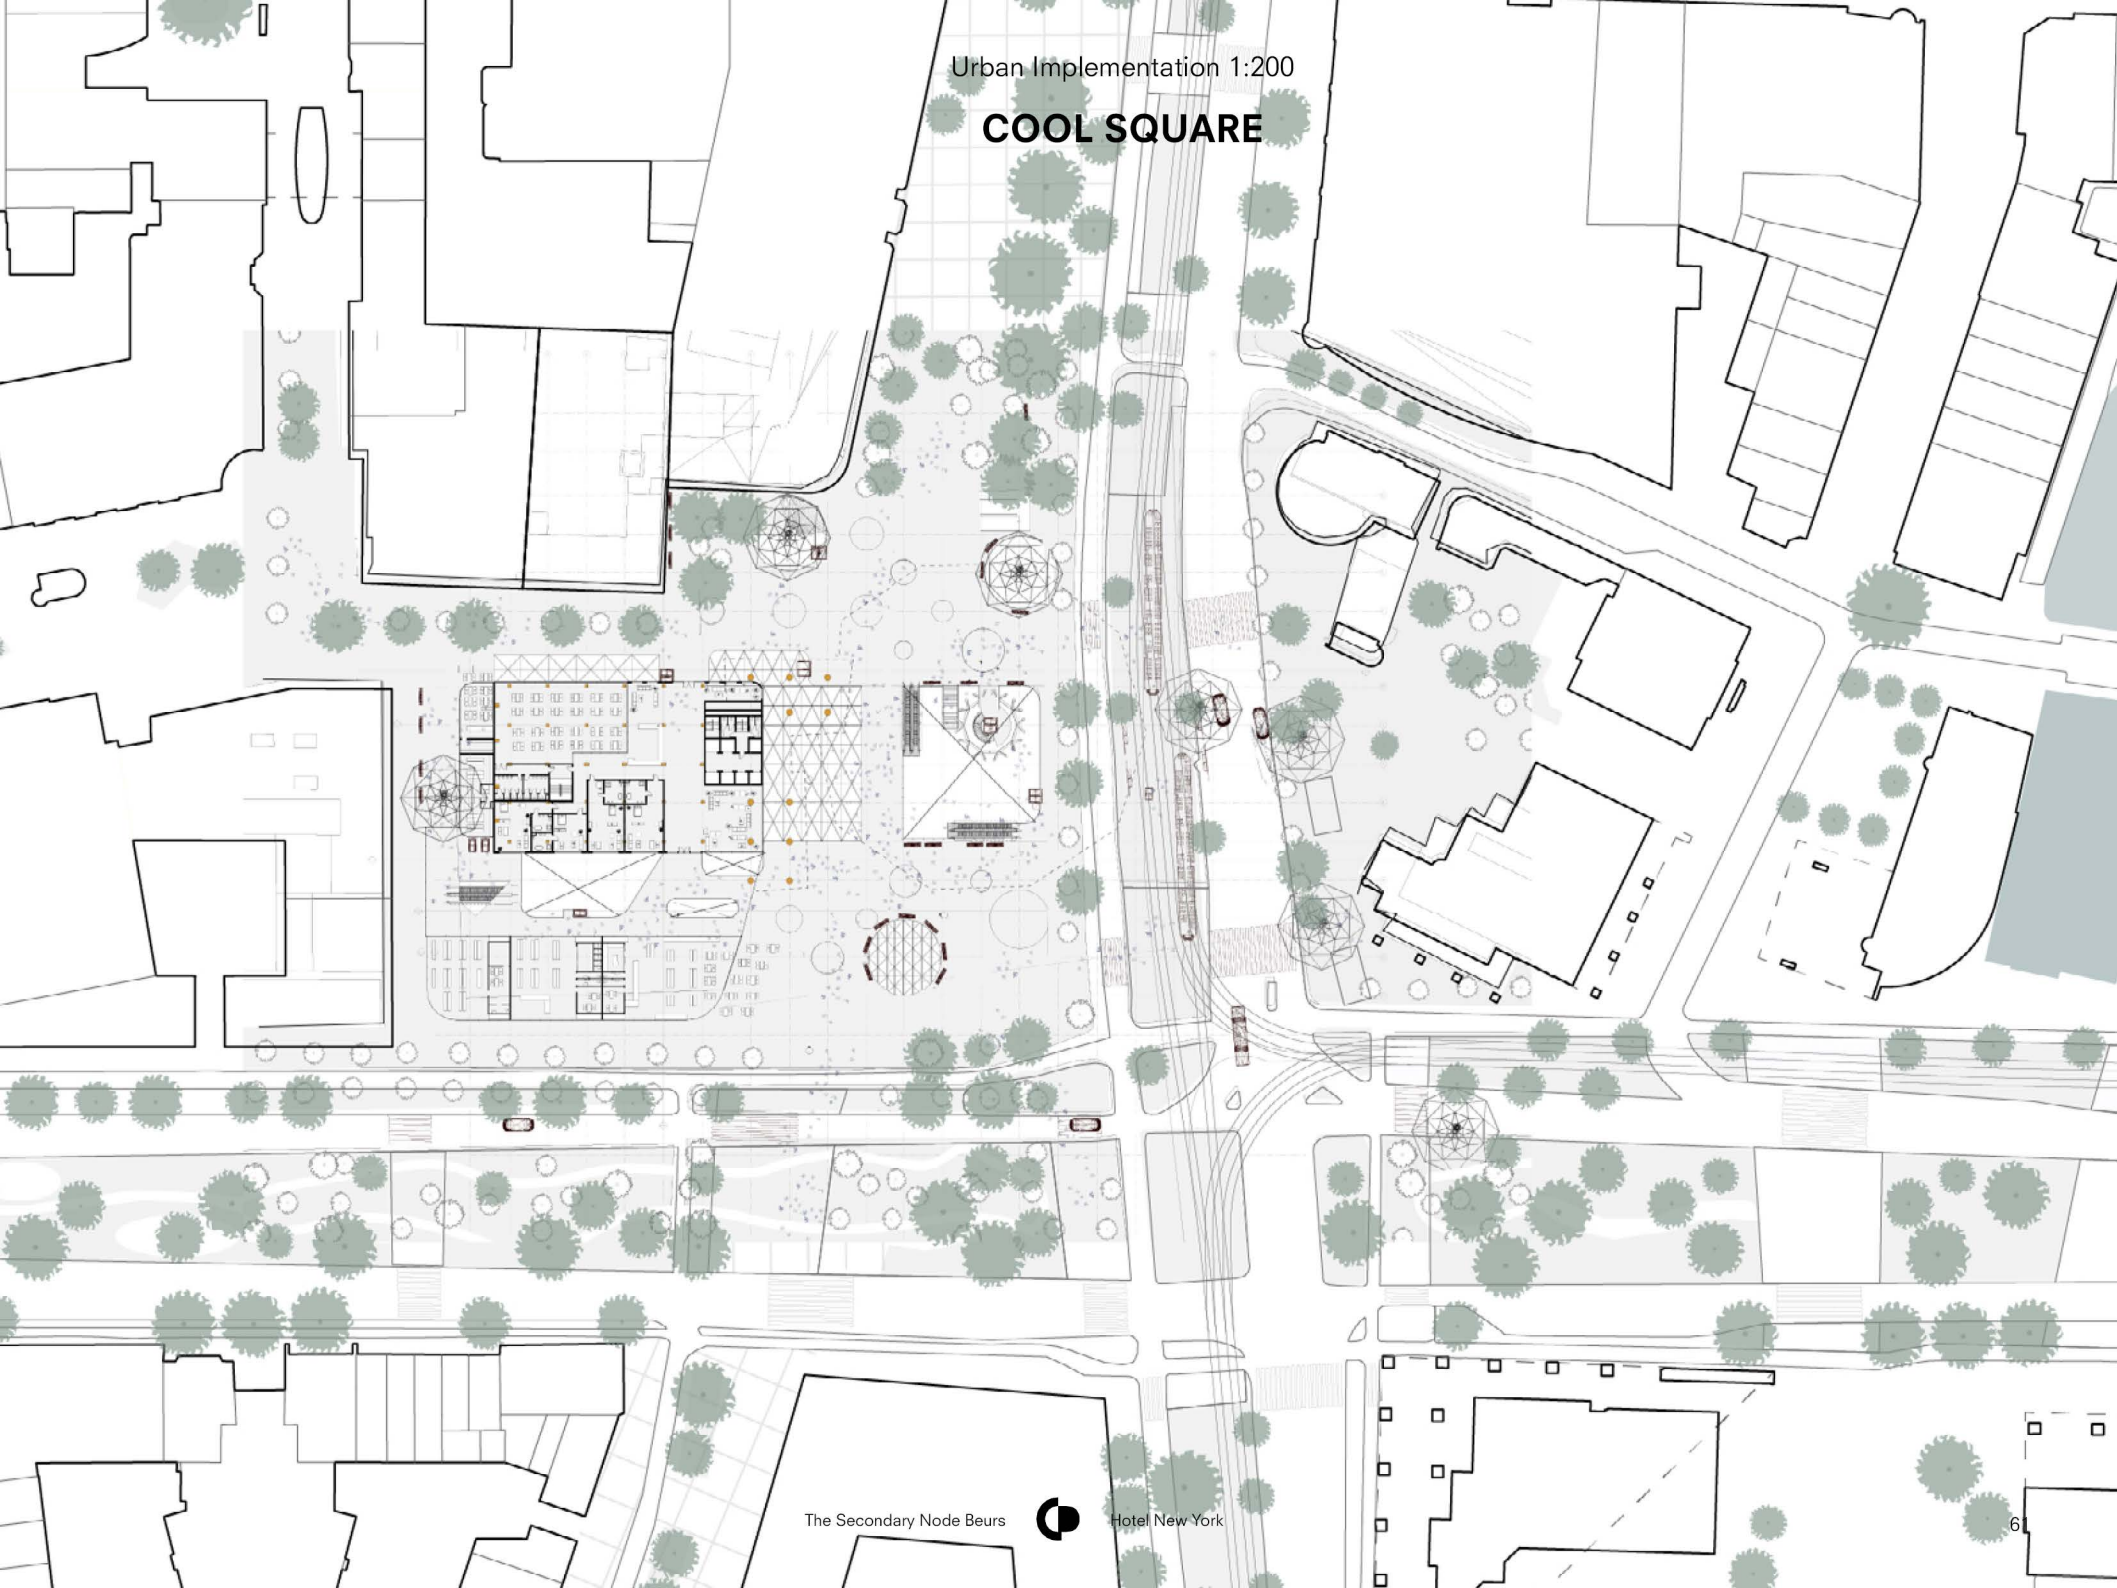 Urban Implementation 1:200
COOL SQUARE
The Secondary Node Beurs
Hotel New York
61